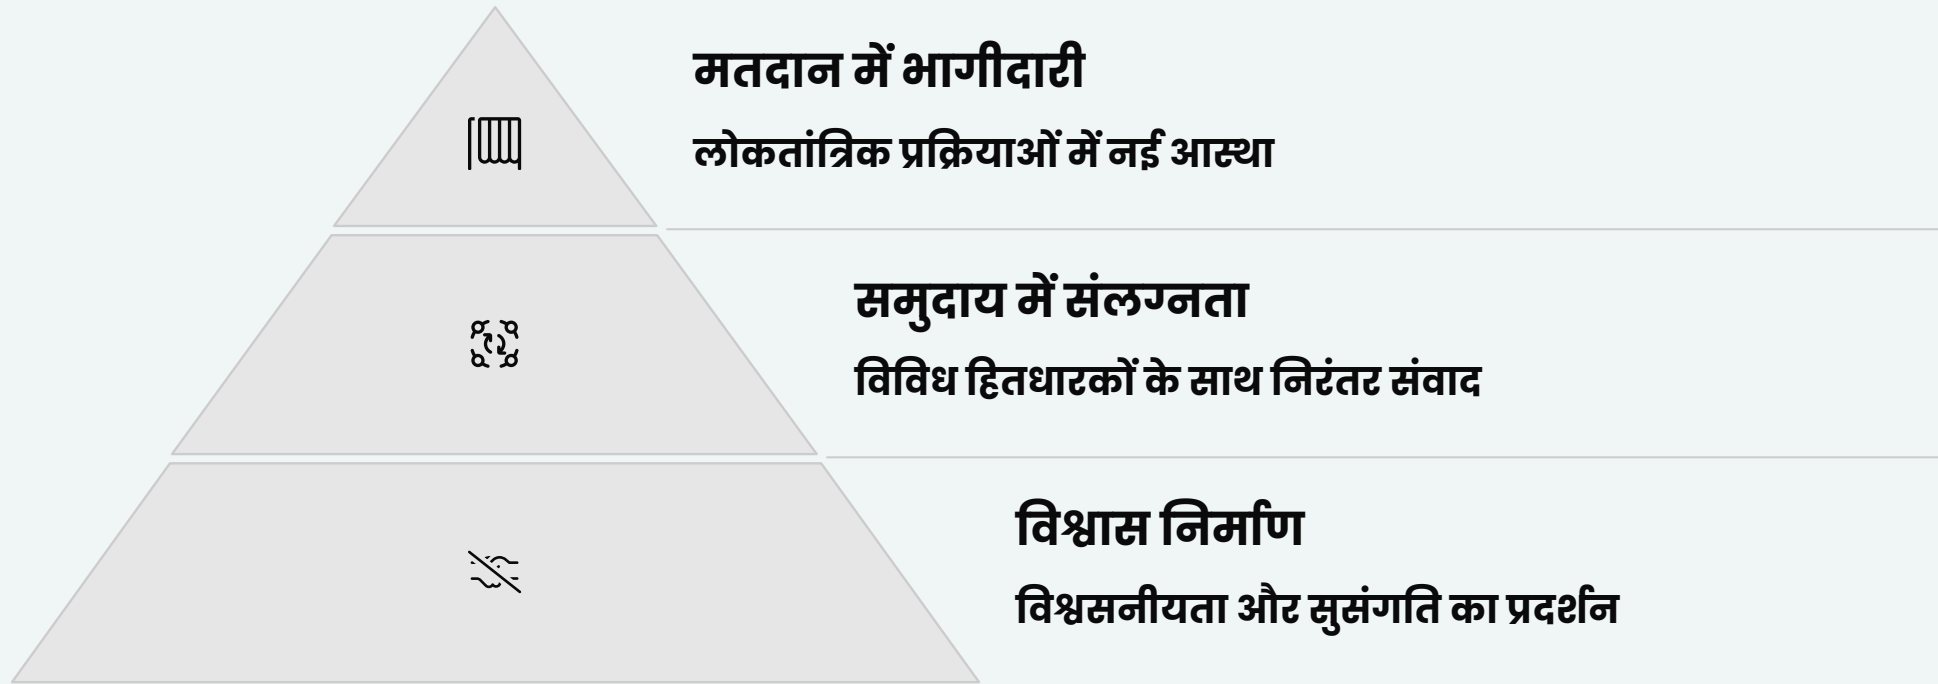 मतदान में भागीदारी
लोकतांत्रिक प्रक्रियाओं में नई आस्था
समुदाय में संलग्नता
विविध हितधारकों के साथ निरंतर संवाद
विश्वास निर्माण
विश्वसनीयता और सुसंगति का प्रदर्शन